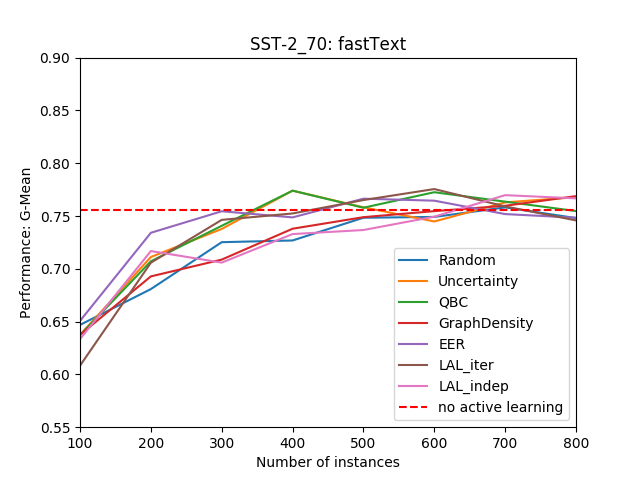 SST-2_70: fastText
Performance: G-Mean
0.90
0.85
0.80
0.75
0.70
0.65
0.60
0.55
100 200 300 400 500 600 700 800
Number of instances
Random
Uncertainty
QBC
GraphDensity
EER
LAL_iter
LAL_indep
no active learning